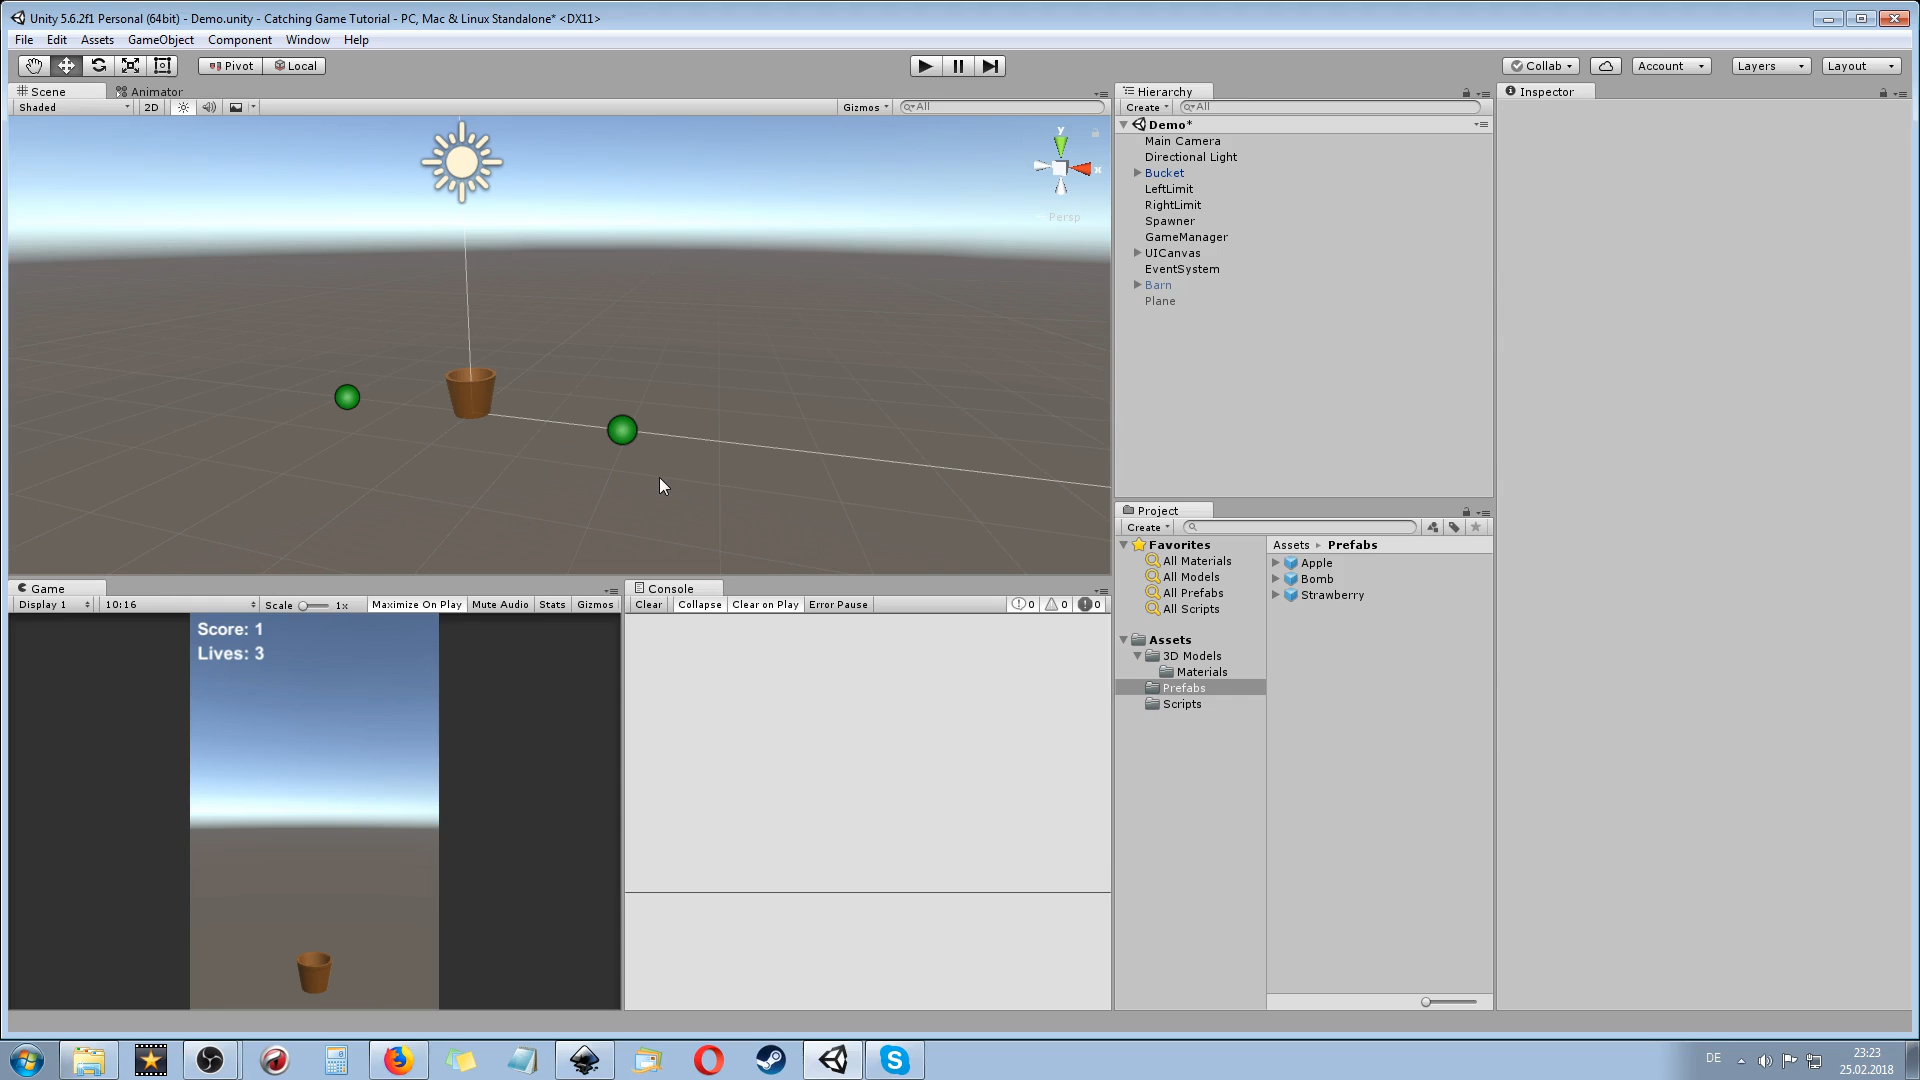 Unity 5.6.2f1 Personal (64bit) - Demo.unity - Catching Game Tutorial - PC, Mac & Linux Standalone* <DX11>
File Edit Assets GameObject Component Window Help
Pivot Local Collab Account Layers Layout
Scene Animator
Shaded 2D Gizmos All
y
x
Persp
Hierarchy
Create All
Demo*
Main Camera
Directional Light
Bucket
LeftLimit
RightLimit
Spawner
GameManager
UICanvas
EventSystem
Barn
Plane
Inspector
Game
Display 1 10:16 Scale 1x Maximize On Play Mute Audio Stats Gizmos
Score: 1
Lives: 3
Console
Clear Collapse Clear on Play Error Pause 0 0 0
Project
Create
Favorites
All Materials
All Models
All Prefabs
All Scripts
Assets
3D Models
Materials
Prefabs
Scripts
Assets Prefabs
Apple
Bomb
Strawberry
DE
23:23
25.02.2018